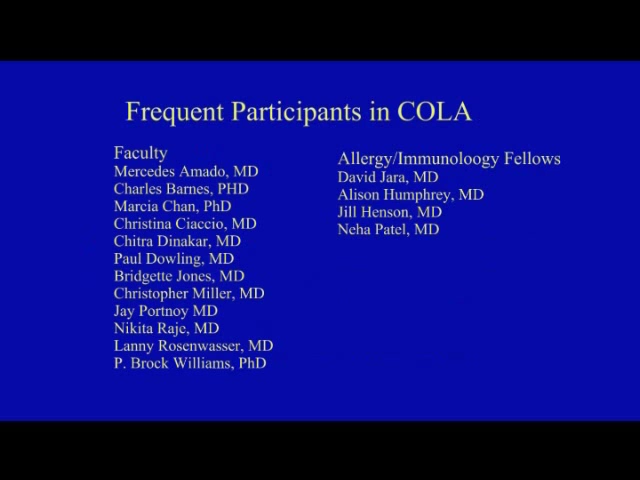 Frequent Participants in COLA
Faculty
Mercedes Amado, MD
Charles Barnes, PHD
Marcia Chan, PhD
Christina Ciaccio, MD
Chitra Dinakar, MD
Paul Dowling, MD
Bridgette Jones, MD
Christopher Miller, MD
Jay Portnoy MD
Nikita Raje, MD
Lanny Rosenwasser, MD
P. Brock Williams, PhD
Allergy/Immunoloogy Fellows
David Jara, MD
Alison Humphrey, MD
Jill Henson, MD
Neha Patel, MD